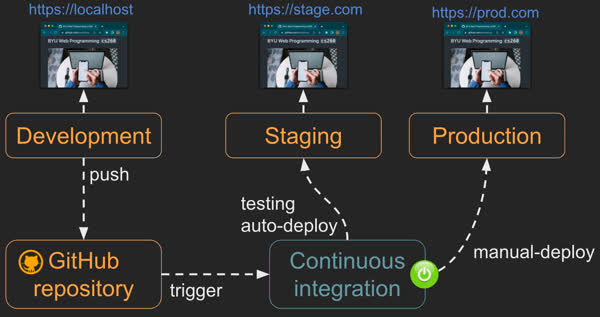 https://localhost
https://stage.com
https://prod.com
BYU Web Programming cs260
BYU Web Programming cs260
BYU Web Programming cs260
Development
Staging
Production
push
testing
auto-deploy
manual-deploy
GitHub
repository
trigger
Continuous
integration